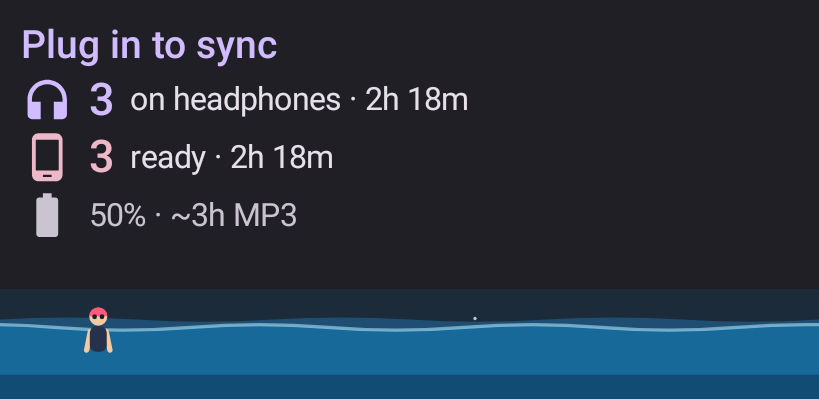 Plug in to sync
3 on headphones · 2h 18m
3 ready · 2h 18m
50% · ~3h MP3